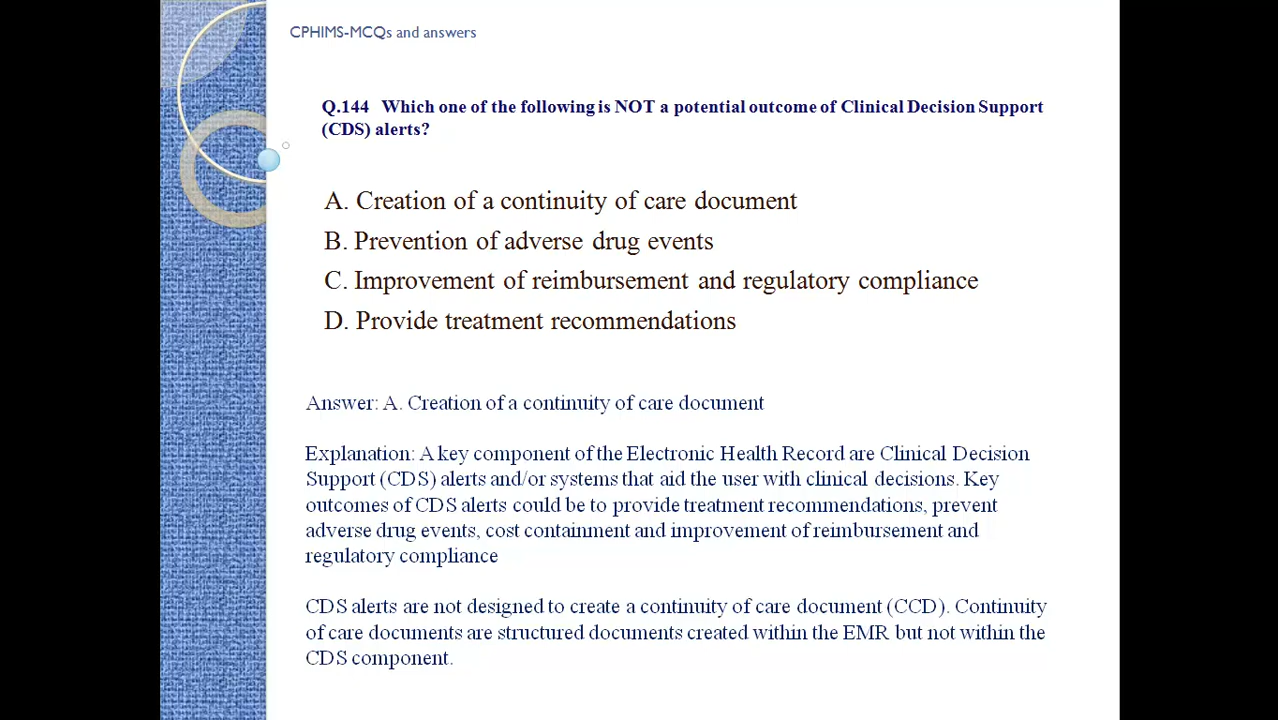 CPHIMS-MCQs and answers
Q.144 Which one of the following is NOT a potential outcome of Clinical Decision Support
(CDS) alerts?
A. Creation of a continuity of care document
B. Prevention of adverse drug events
C. Improvement of reimbursement and regulatory compliance
D. Provide treatment recommendations
Answer: A. Creation of a continuity of care document
Explanation: A key component of the Electronic Health Record are Clinical Decision
Support (CDS) alerts and/or systems that aid the user with clinical decisions. Key
outcomes of CDS alerts could be to provide treatment recommendations, prevent
adverse drug events, cost containment and improvement of reimbursement and
regulatory compliance
CDS alerts are not designed to create a continuity of care document (CCD). Continuity
of care documents are structured documents created within the EMR but not within the
CDS component.